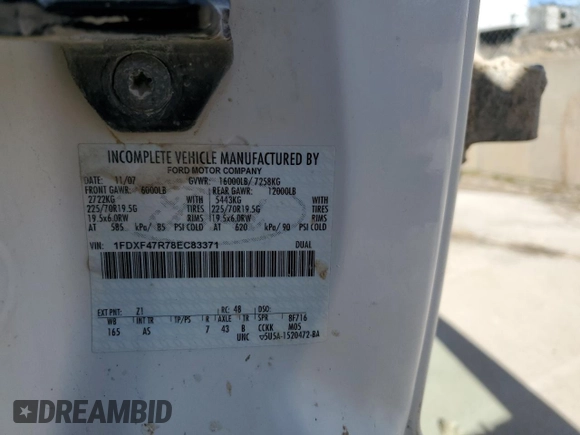 INCOMPLETE VEHICLE MANUFACTURED BY
FORD MOTOR COMPANY
DATE: 11/07 GVWR: 16000LB/ 7258KG
FRONT GAWR: 6000LB REAR GAWR: 12000LB
2722KG WITH 5443KG WITH
225/70R19.5G TIRES 225/70R19.5G TIRES
19.5x6.0RW RIMS 19.5x6.0RW RIMS
AT 585 kPa/ 85 PSI COLD AT 620 kPa/ 90 PSI COLD
VIN: 1FDXF47R78EC83371 DUAL
EXT PNT: Z1 RC: 48 DSO:
WB INT TR TP/PS R AXLE TR SPR BF716
165 AS 7 43 B CCKK M05
UHC 5U5A-1520472-BA
DREAMBID